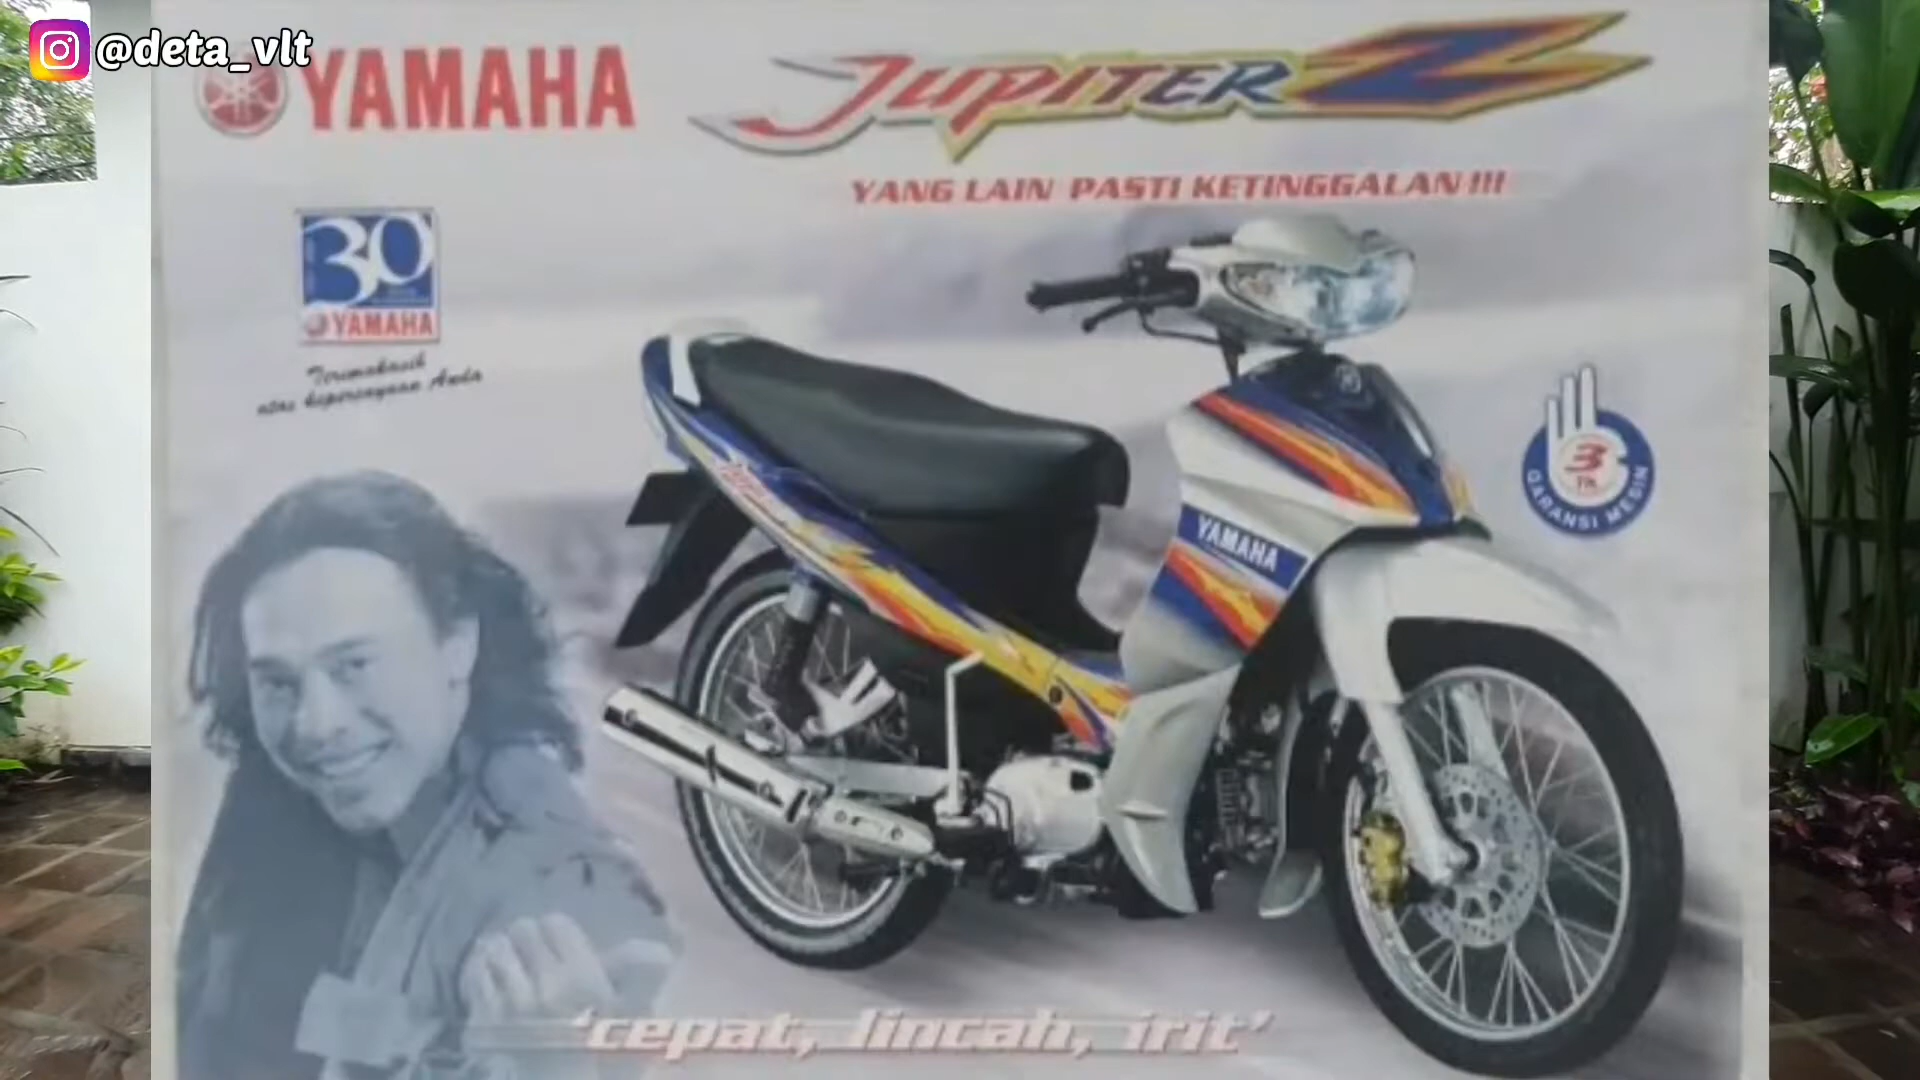 @deta_vlt
YAMAHA
JUPITER Z
YANG LAIN PASTI KETINGGALAN !!!
30
YAMAHA
Terimakasih
atas kepercayaan Anda
YAMAHA
3
TH
GARANSI MESIN
'cepat, lincah, irit'